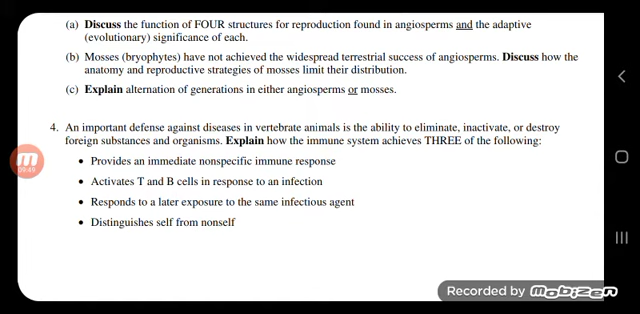 (a) Discuss the function of FOUR structures for reproduction found in angiosperms and the adaptive
(evolutionary) significance of each.
(b) Mosses (bryophytes) have not achieved the widespread terrestrial success of angiosperms. Discuss how the
anatomy and reproductive strategies of mosses limit their distribution.
(c) Explain alternation of generations in either angiosperms or mosses.
4. An important defense against diseases in vertebrate animals is the ability to eliminate, inactivate, or destroy
foreign substances and organisms. Explain how the immune system achieves THREE of the following:
• Provides an immediate nonspecific immune response
• Activates T and B cells in response to an infection
• Responds to a later exposure to the same infectious agent
• Distinguishes self from nonself
m
Recorded by mobizen